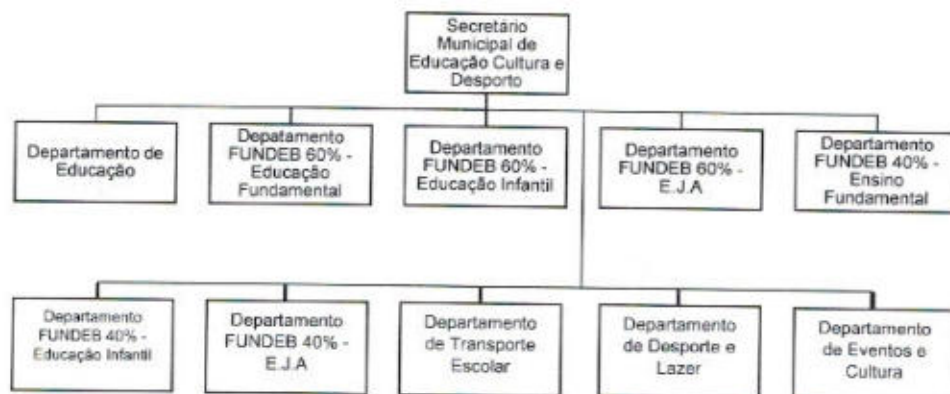 Secretário
Municipal de
Educação Cultura e
Desporto
Departamento de
Educação
Depatamento
FUNDEB 60% -
Educação
Fundamental
Departamento
FUNDEB 60% -
Educação Infantil
Departamento
FUNDEB 60% -
E.J.A
Departamento
FUNDEB 40% -
Ensino
Fundamental
Departamento
FUNDEB 40% -
Educação Infantil
Departamento
FUNDEB 40% -
E.J.A
Departamento
de Transporte
Escolar
Departamento
de Desporte e
Lazer
Departamento
de Eventos e
Cultura